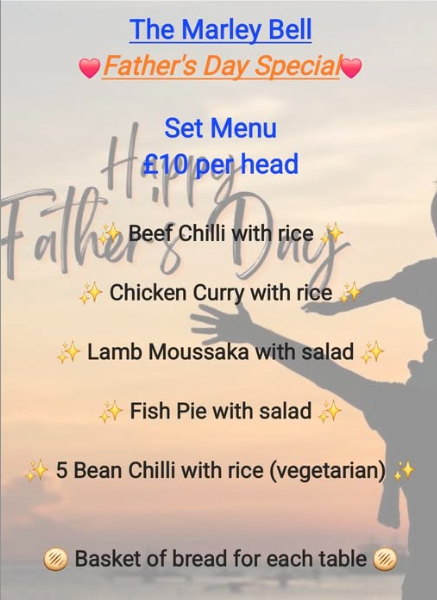 The Marley Bell
❤Father's Day Special❤
Set Menu
£10 per head
Happy
Father's Day
✨ Beef Chilli with rice ✨
✨ Chicken Curry with rice ✨
✨ Lamb Moussaka with salad ✨
✨ Fish Pie with salad ✨
✨ 5 Bean Chilli with rice (vegetarian) ✨
🫓 Basket of bread for each table 🫓